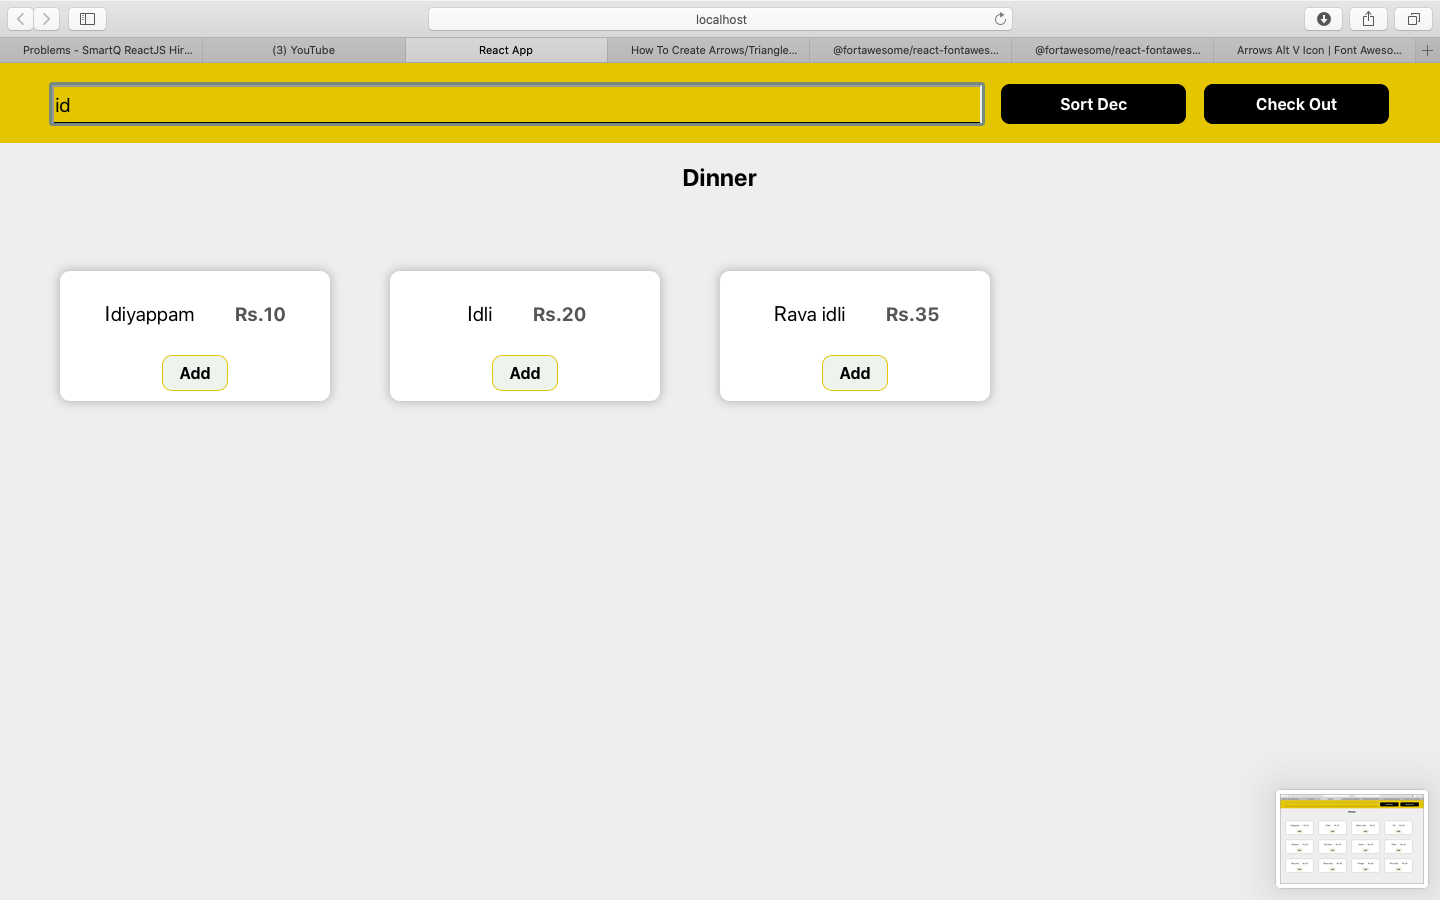 localhost
Problems - SmartQ ReactJS Hir...
(3) YouTube
React App
How To Create Arrows/Triangle...
@fortawesome/react-fontawes...
@fortawesome/react-fontawes...
Arrows Alt V Icon | Font Aweso...
id
Sort Dec
Check Out
Dinner
Idiyappam Rs.10
Add
Idli Rs.20
Add
Rava idli Rs.35
Add